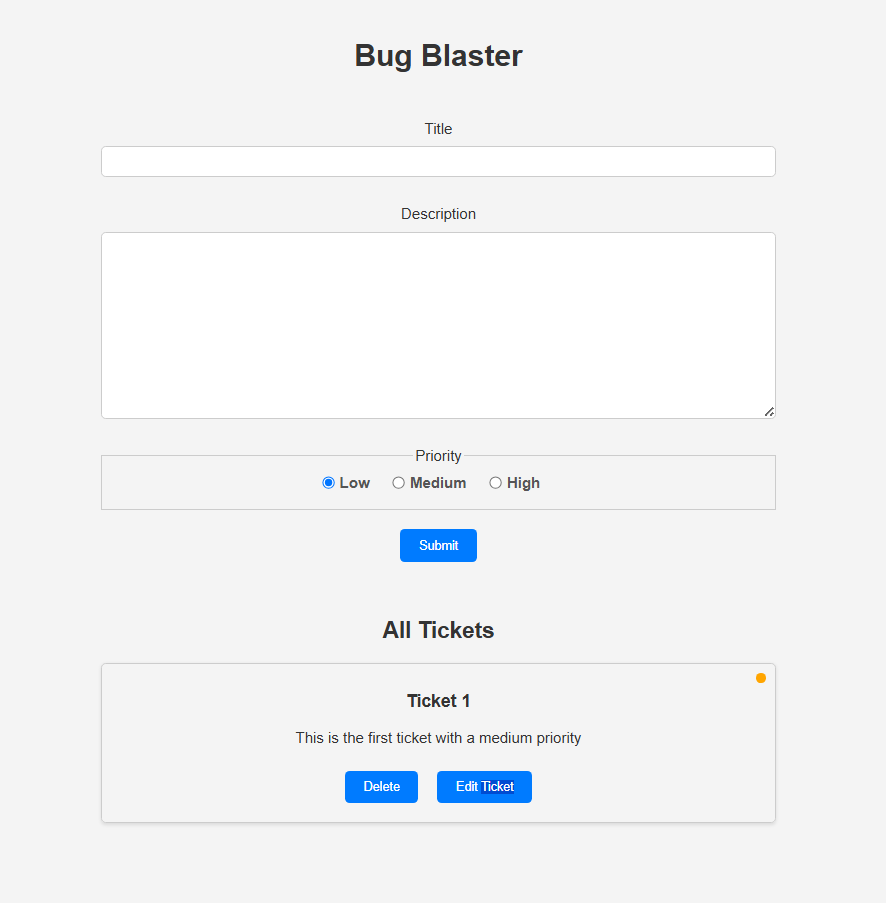 Bug Blaster
Title
Description
Priority
Low Medium High
Submit
All Tickets
Ticket 1
This is the first ticket with a medium priority
Delete Edit Ticket